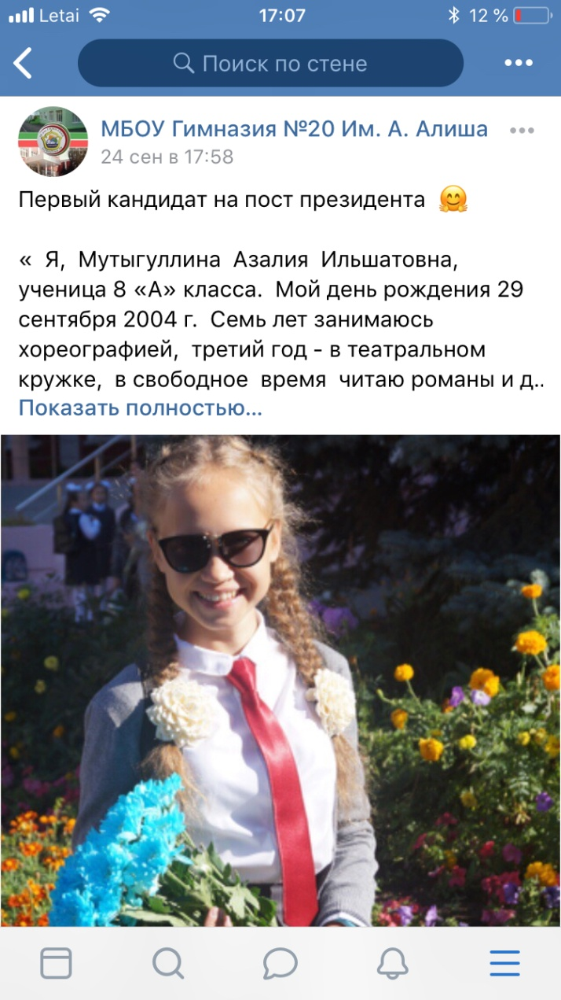 Letai 17:07 12 %
Поиск по стене
МБОУ Гимназия №20 Им. А. Алиша
24 сен в 17:58
Первый кандидат на пост президента 🤗
« Я, Мутыгуллина Азалия Ильшатовна,
ученица 8 «А» класса. Мой день рождения 29
сентября 2004 г. Семь лет занимаюсь
хореографией, третий год - в театральном
кружке, в свободное время читаю романы и д..
Показать полностью...